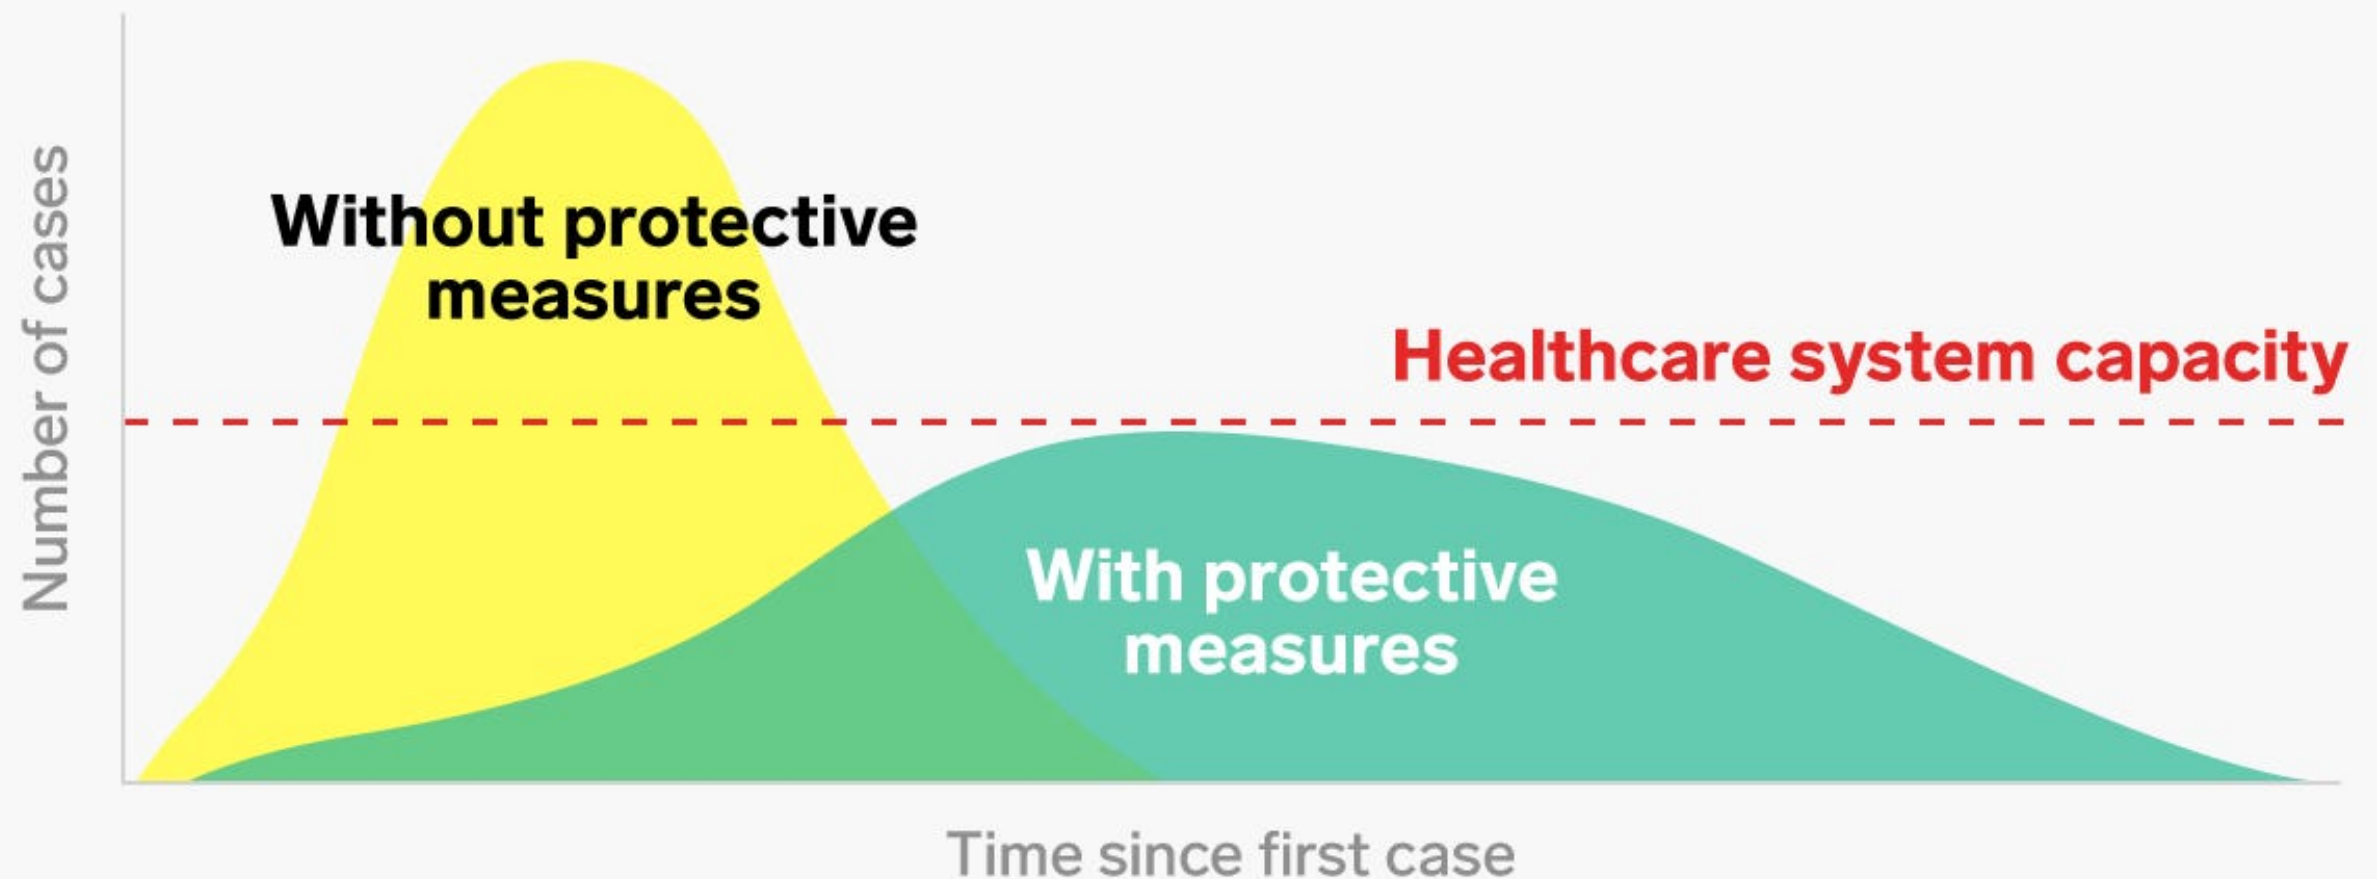 Number of cases
Without protective
measures
Healthcare system capacity
With protective
measures
Time since first case